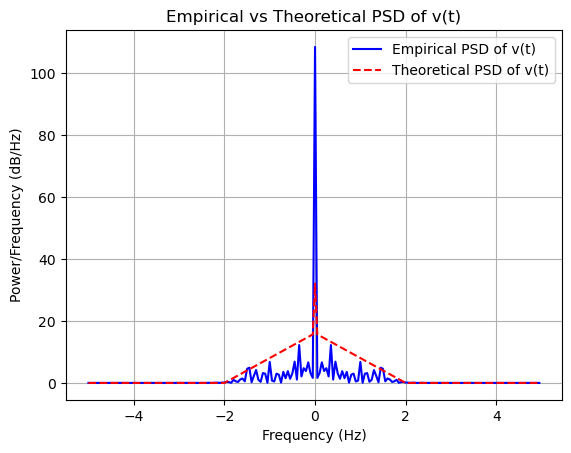 Empirical vs Theoretical PSD of v(t)
Empirical PSD of v(t)
Theoretical PSD of v(t)
Power/Frequency (dB/Hz)
100
80
60
40
20
0
−4
−2
0
2
4
Frequency (Hz)